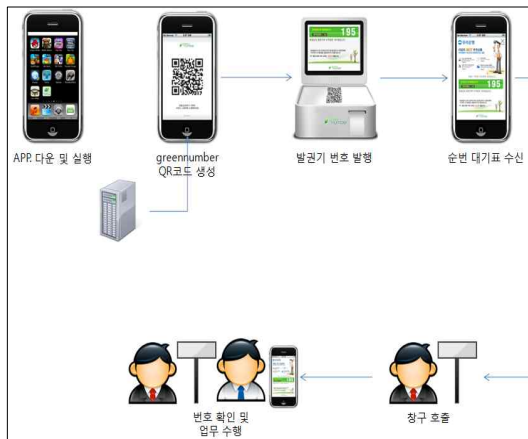 195
APP. 다운 및 실행
greennumber
QR코드 생성
발권기 번호 발행
순번 대기표 수신
번호 확인 및
업무 수행
창구 호출